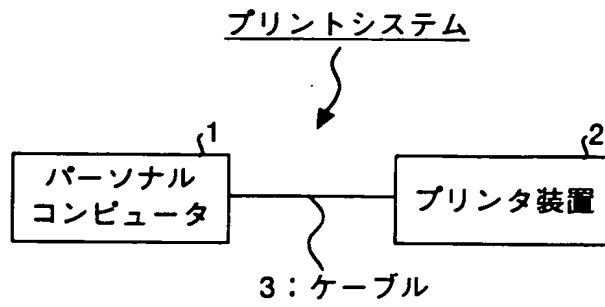 プリントシステム
1
パーソナル
コンピュータ
2
プリンタ装置
3：ケーブル